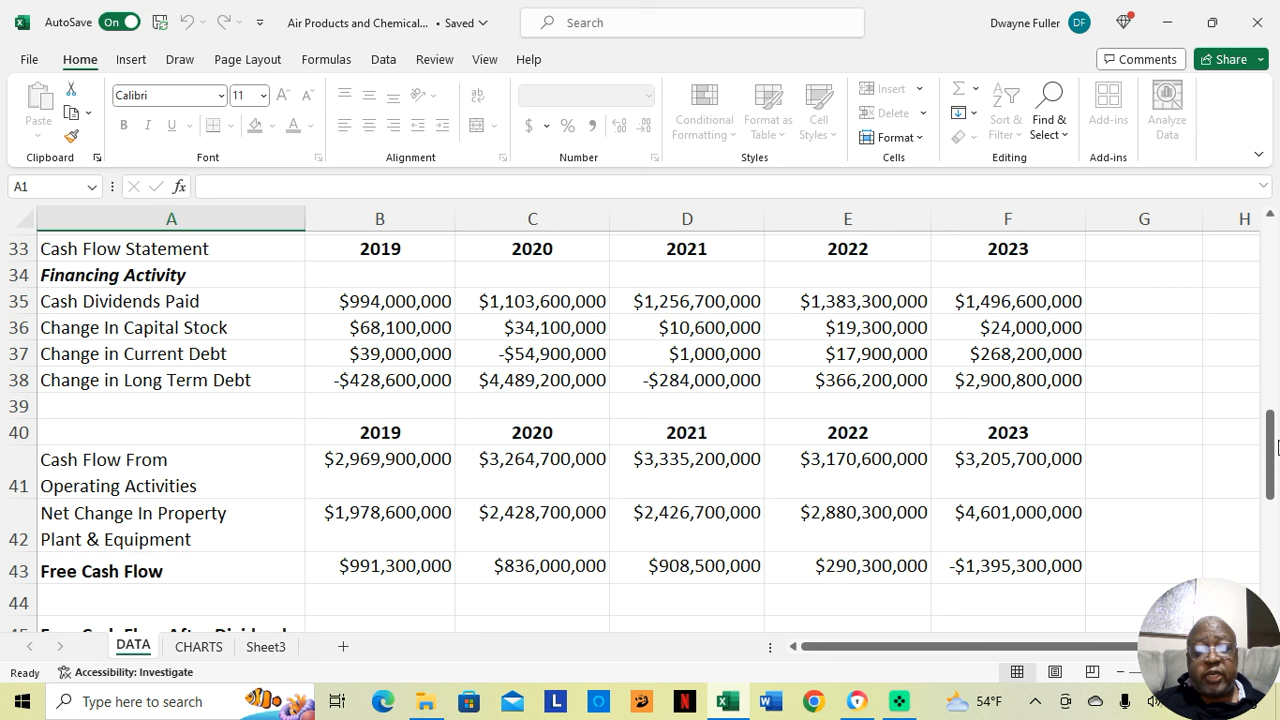 AutoSave On Air Products and Chemical... • Saved Search Dwayne Fuller DF
File Home Insert Draw Page Layout Formulas Data Review View Help Comments Share
Paste Calibri 11 Insert Delete Format
Conditional Formatting Format as Table Cell Styles Sort & Filter Find & Select Add-ins Analyze Data
Clipboard Font Alignment Number Styles Cells Editing Add-ins
A1 fx
A B C D E F G H
33 Cash Flow Statement 2019 2020 2021 2022 2023
34 Financing Activity
35 Cash Dividends Paid $994,000,000 $1,103,600,000 $1,256,700,000 $1,383,300,000 $1,496,600,000
36 Change In Capital Stock $68,100,000 $34,100,000 $10,600,000 $19,300,000 $24,000,000
37 Change in Current Debt $39,000,000 -$54,900,000 $1,000,000 $17,900,000 $268,200,000
38 Change in Long Term Debt -$428,600,000 $4,489,200,000 -$284,000,000 $366,200,000 $2,900,800,000
39
40 2019 2020 2021 2022 2023
Cash Flow From $2,969,900,000 $3,264,700,000 $3,335,200,000 $3,170,600,000 $3,205,700,000
41 Operating Activities
Net Change In Property $1,978,600,000 $2,428,700,000 $2,426,700,000 $2,880,300,000 $4,601,000,000
42 Plant & Equipment
43 Free Cash Flow $991,300,000 $836,000,000 $908,500,000 $290,300,000 -$1,395,300,000
44
DATA CHARTS Sheet3
Ready Accessibility: Investigate
Type here to search 54°F